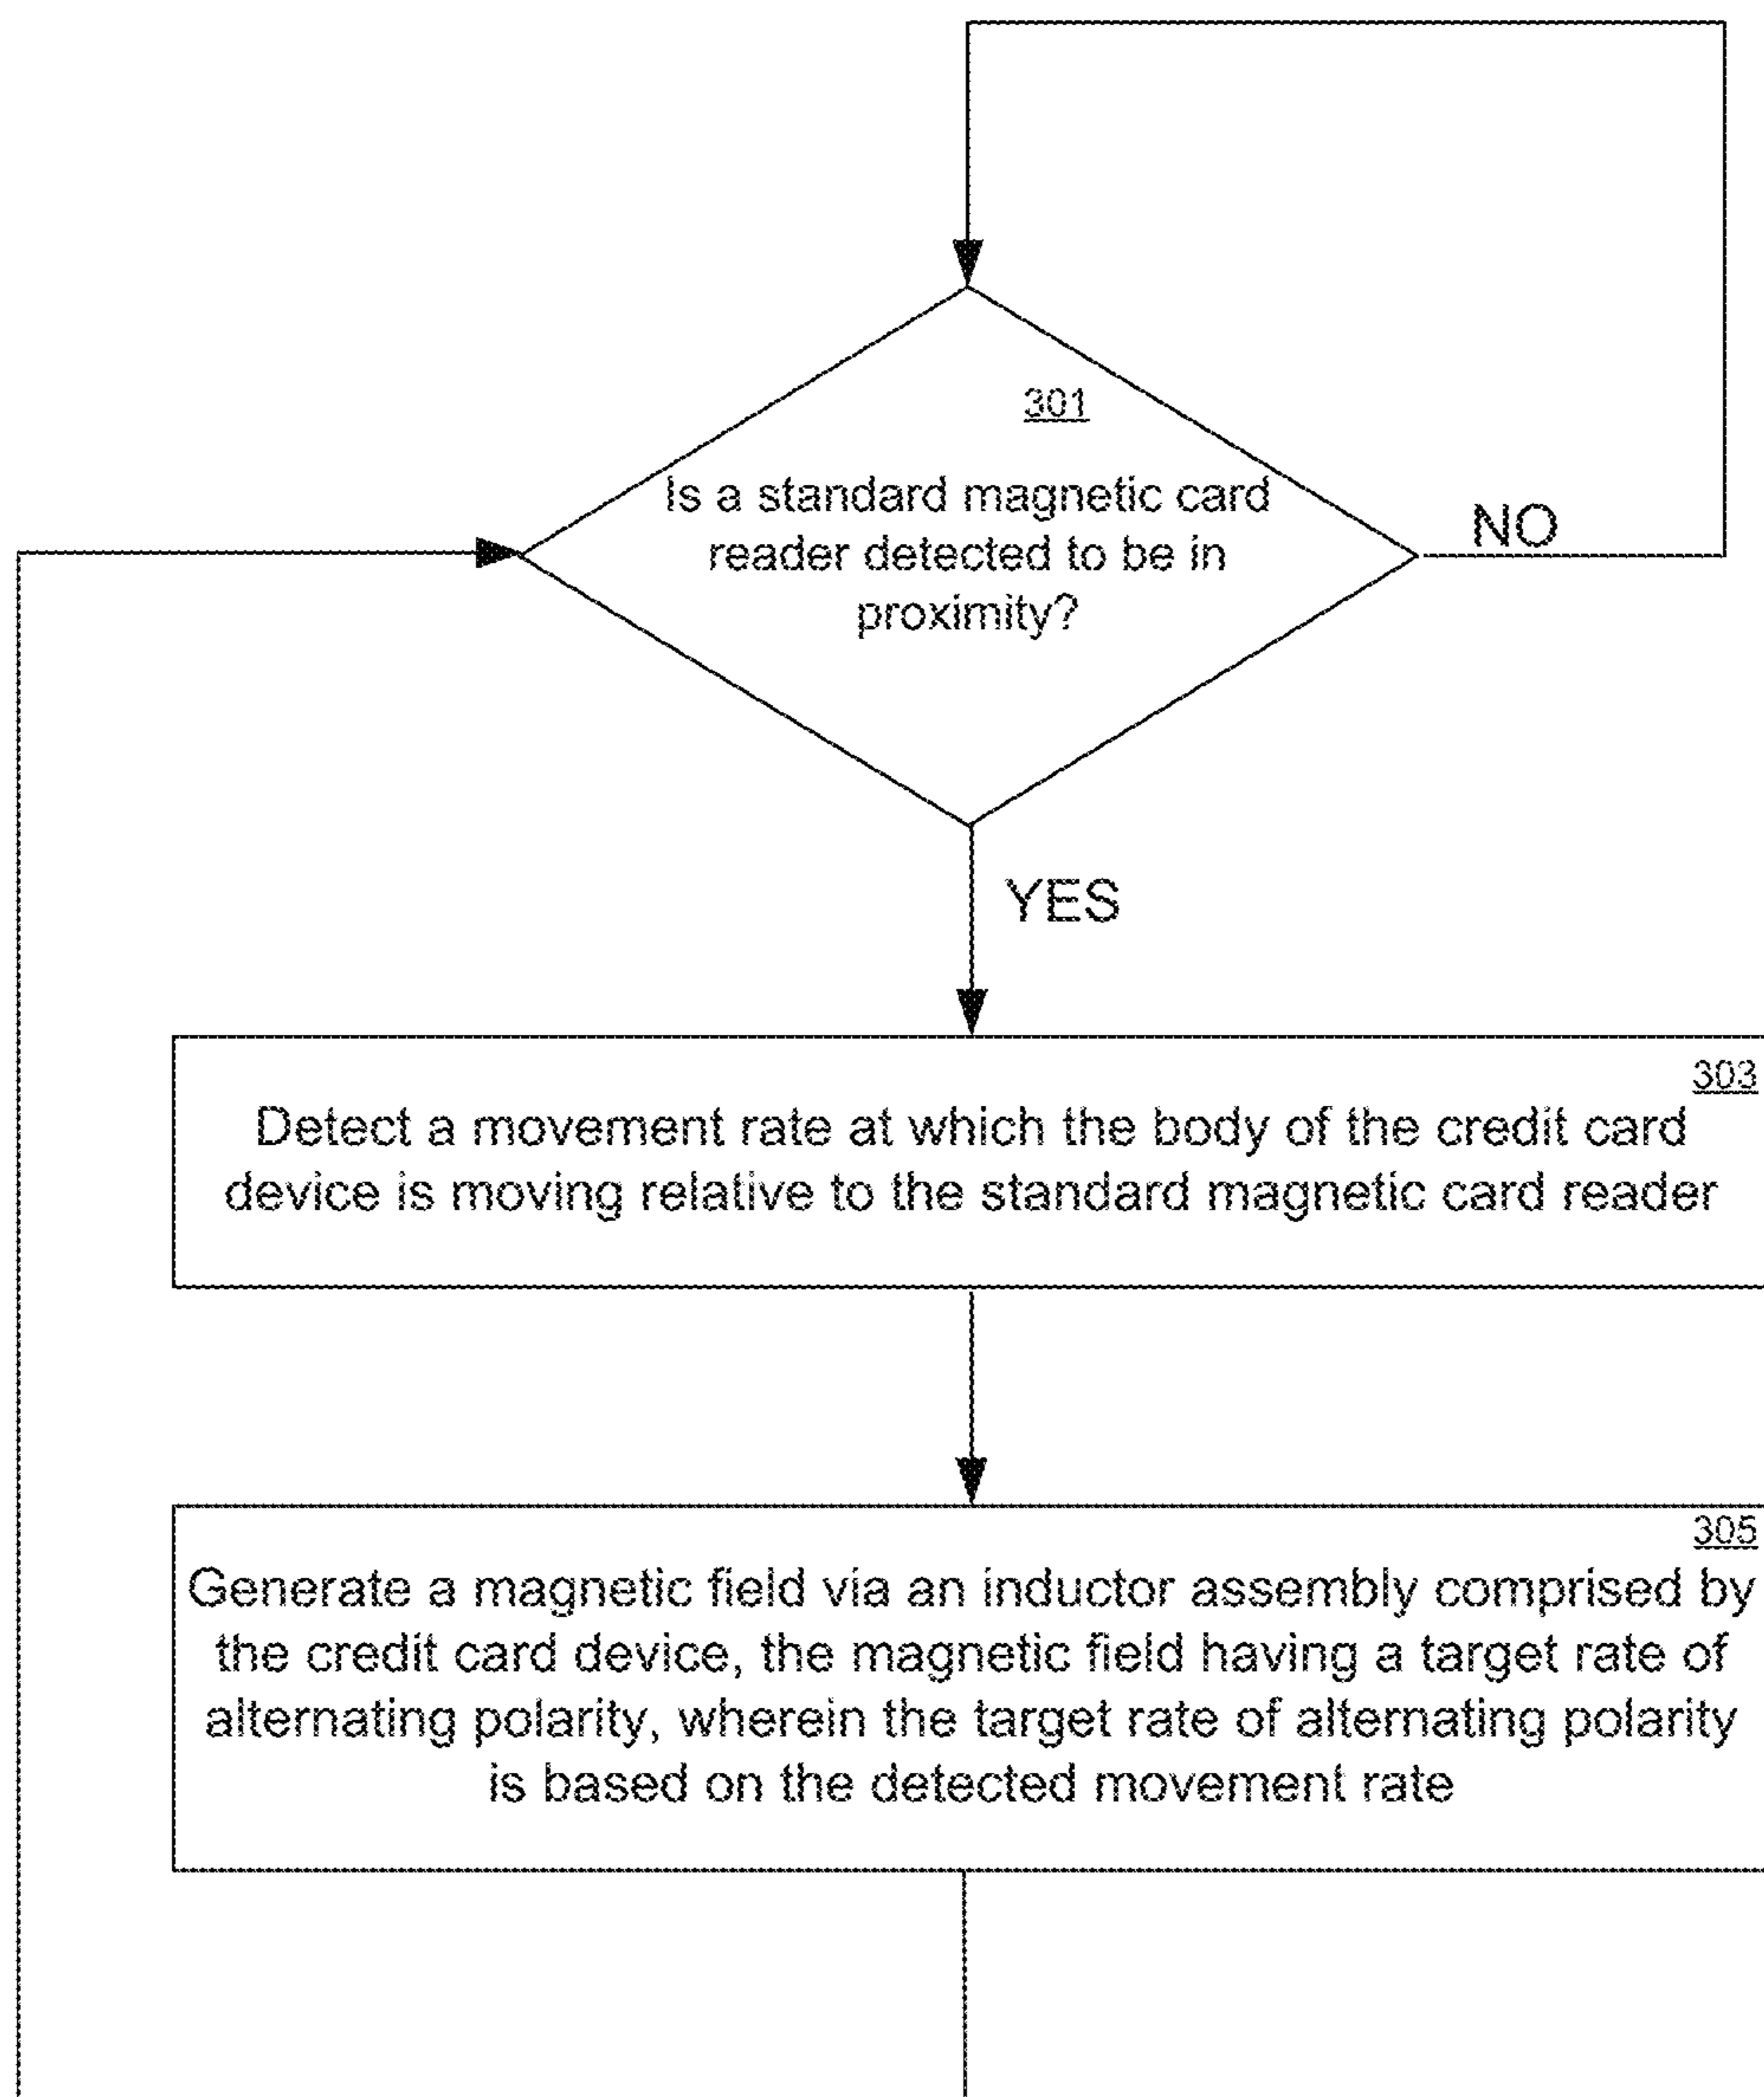 301
Is a standard magnetic card
reader detected to be in
proximity?
NO
YES
303
Detect a movement rate at which the body of the credit card
device is moving relative to the standard magnetic card reader
305
Generate a magnetic field via an inductor assembly comprised by
the credit card device, the magnetic field having a target rate of
alternating polarity, wherein the target rate of alternating polarity
is based on the detected movement rate